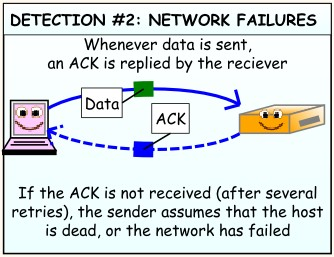 DETECTION #2: NETWORK FAILURES
Whenever data is sent,
an ACK is replied by the reciever
Data
ACK
If the ACK is not received (after several
retries), the sender assumes that the host
is dead, or the network has failed